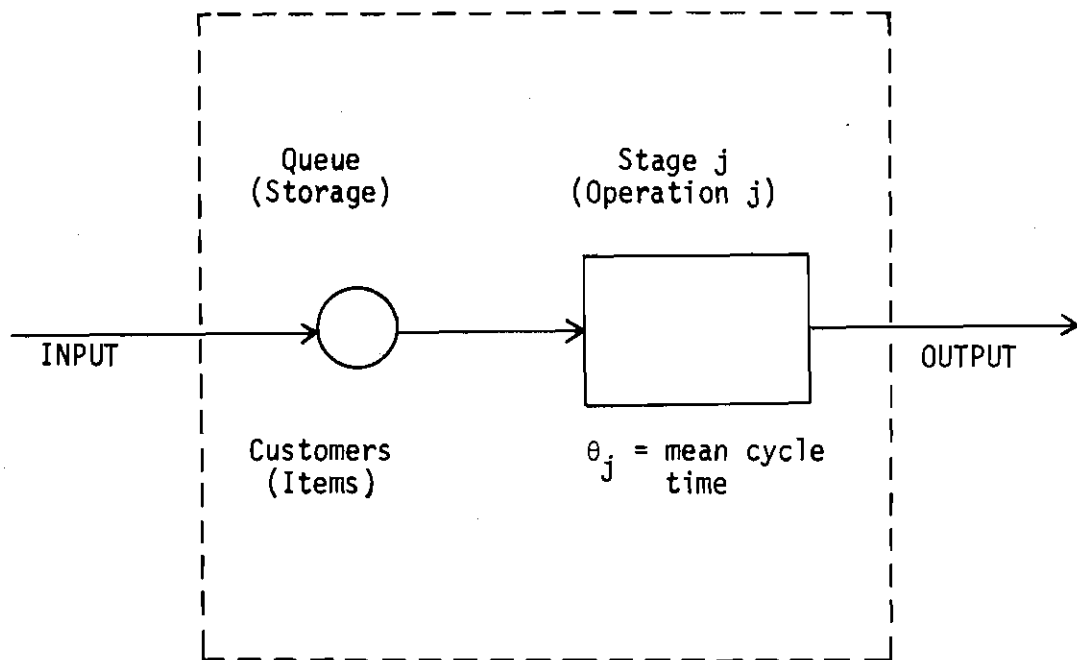 Queue
(Storage)
Stage j
(Operation j)
INPUT
OUTPUT
Customers
(Items)
θj = mean cycle
time